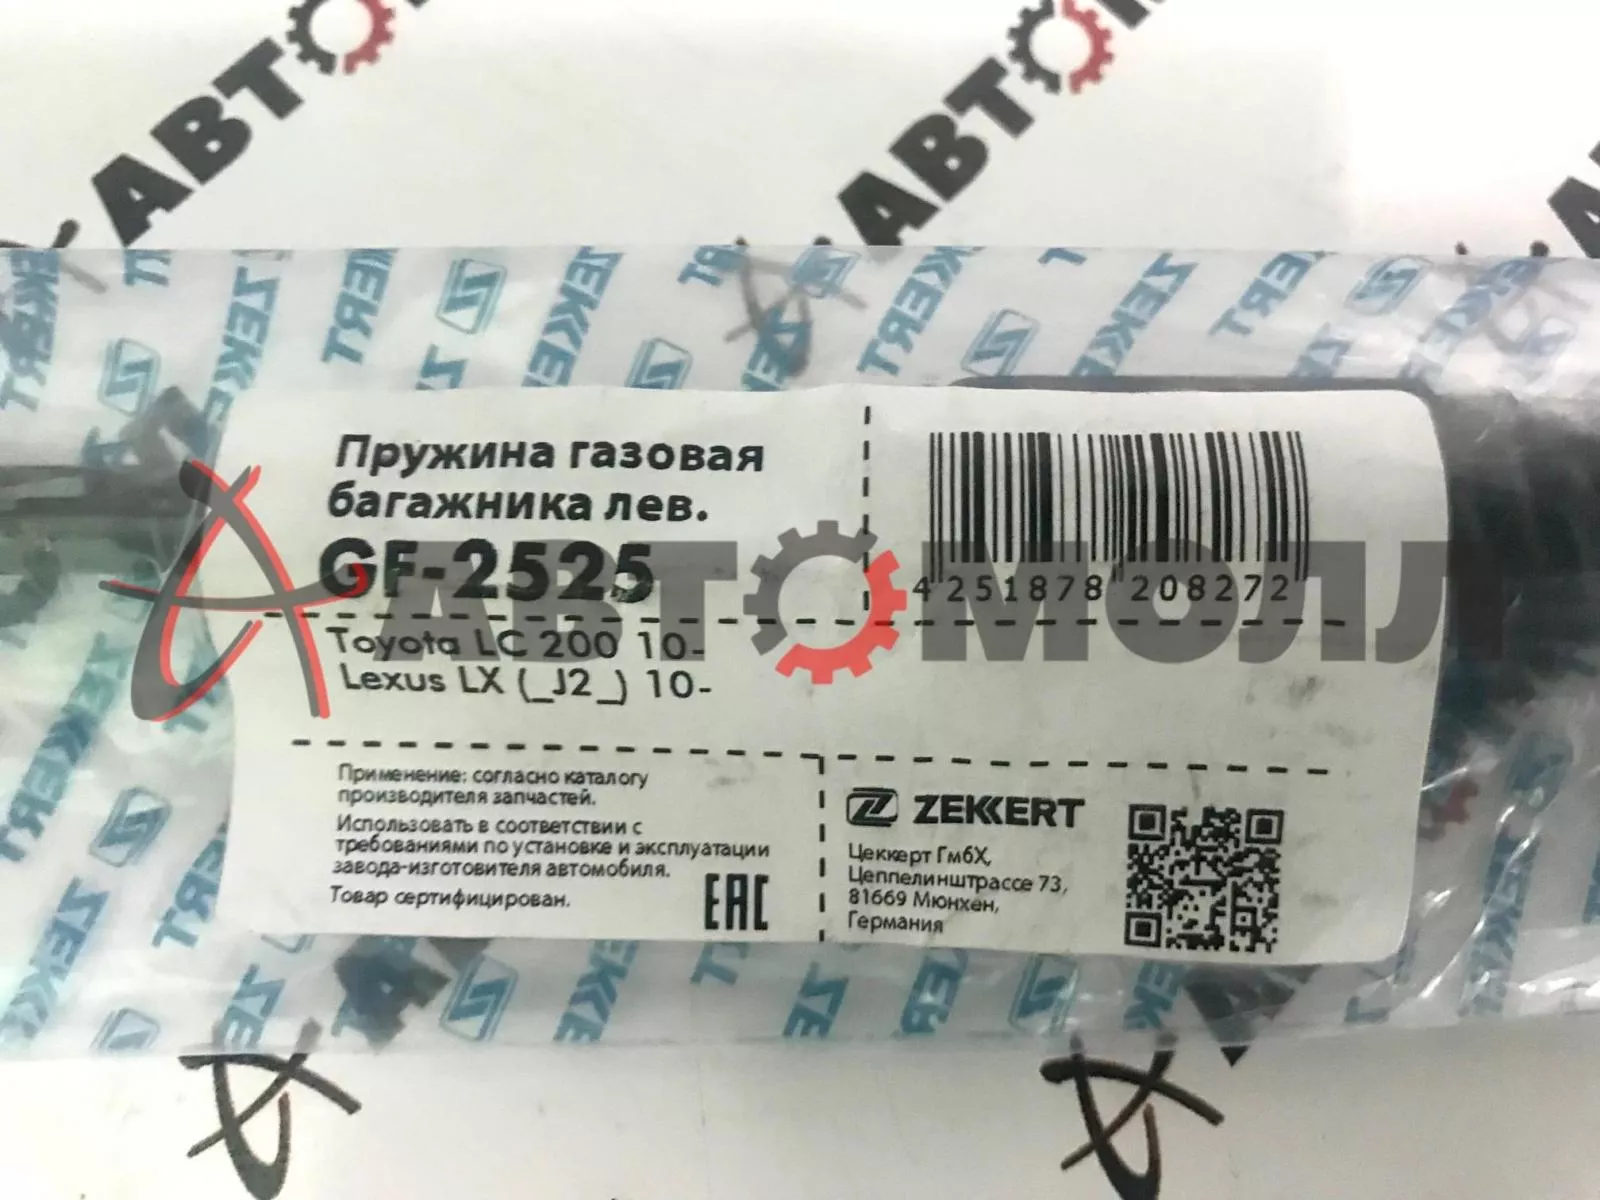 Пружина газовая
багажника лев.
GF-2525
4 251878 208272
Toyota LC 200 10-
Lexus LX (_J2_) 10-
АВТОМОЛЛ
Применение: согласно каталогу
производителя запчастей.
Использовать в соответствии с
требованиями по установке и эксплуатации
завода-изготовителя автомобиля.
Товар сертифицирован.
EAC
ZEKKERT
Цеккерт ГмбХ,
Цеппелинштрассе 73,
81669 Мюнхен,
Германия